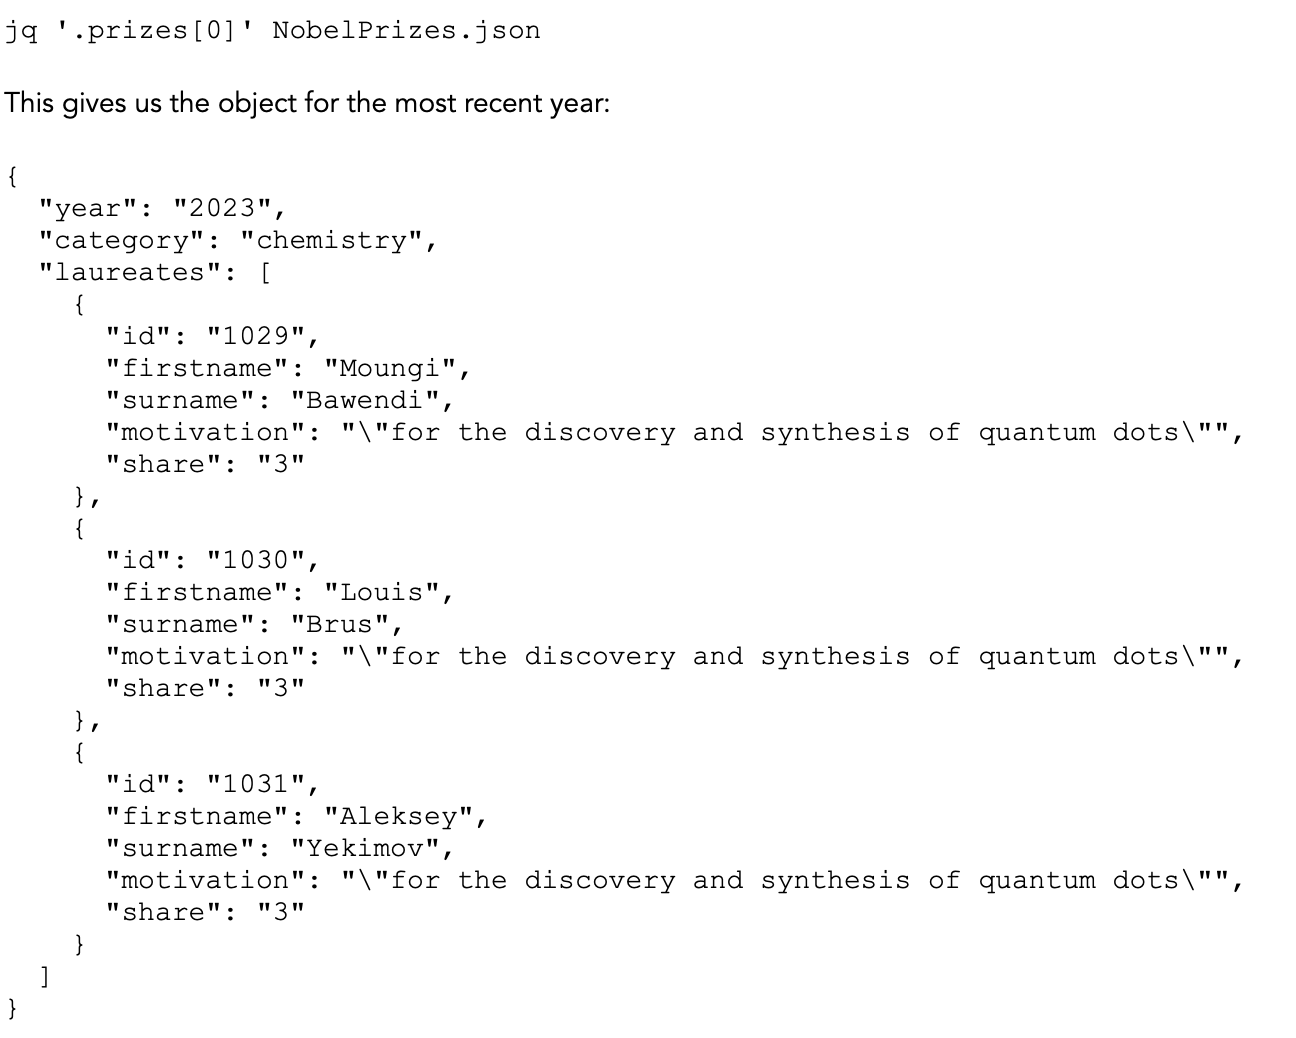 jq '.prizes[0]' NobelPrizes.json
This gives us the object for the most recent year:
{
  "year": "2023",
  "category": "chemistry",
  "laureates": [
    {
      "id": "1029",
      "firstname": "Moungi",
      "surname": "Bawendi",
      "motivation": "\"for the discovery and synthesis of quantum dots\"",
      "share": "3"
    },
    {
      "id": "1030",
      "firstname": "Louis",
      "surname": "Brus",
      "motivation": "\"for the discovery and synthesis of quantum dots\"",
      "share": "3"
    },
    {
      "id": "1031",
      "firstname": "Aleksey",
      "surname": "Yekimov",
      "motivation": "\"for the discovery and synthesis of quantum dots\"",
      "share": "3"
    }
  ]
}